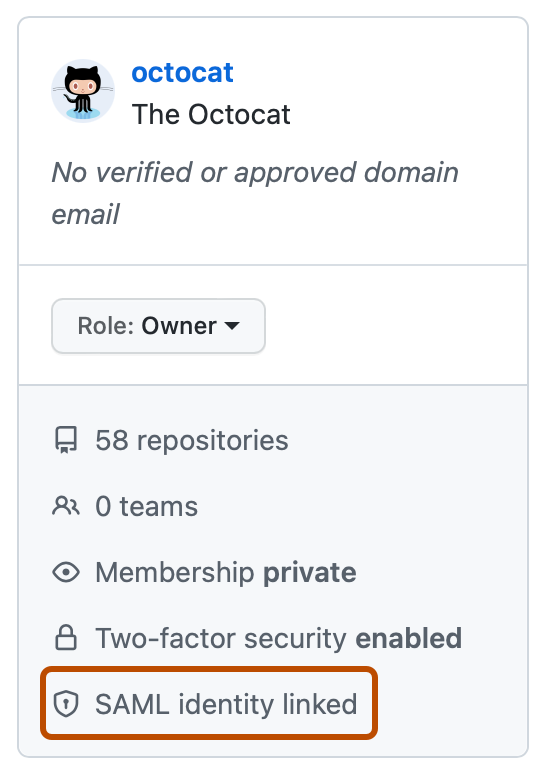 octocat
The Octocat
No verified or approved domain
email
Role: Owner
58 repositories
0 teams
Membership private
Two-factor security enabled
SAML identity linked